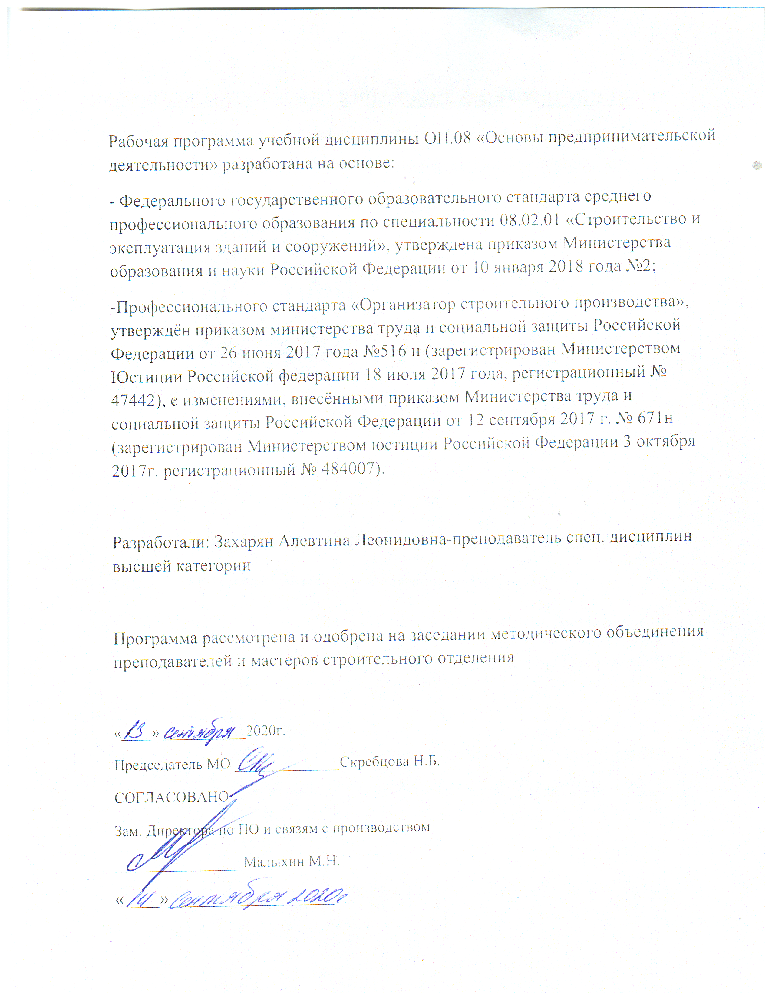 Рабочая программа учебной дисциплины ОП.08 «Основы предпринимательской
деятельности» разработана на основе:
- Федерального государственного образовательного стандарта среднего
профессионального образования по специальности 08.02.01 «Строительство и
эксплуатация зданий и сооружений», утверждена приказом Министерства
образования и науки Российской Федерации от 10 января 2018 года №2;
-Профессионального стандарта «Организатор строительного производства»,
утверждён приказом министерства труда и социальной защиты Российской
Федерации от 26 июня 2017 года №516 н (зарегистрирован Министерством
Юстиции Российской федерации 18 июля 2017 года, регистрационный №
47442), с изменениями, внесёнными приказом Министерства труда и
социальной защиты Российской Федерации от 12 сентября 2017 г. № 671н
(зарегистрирован Министерством юстиции Российской Федерации 3 октября
2017г. регистрационный № 484007).
Разработали: Захарян Алевтина Леонидовна-преподаватель спец. дисциплин
высшей категории
Программа рассмотрена и одобрена на заседании методического объединения
преподавателей и мастеров строительного отделения
«13» сентября 2020г.
Председатель МО Скребцова Н.Б.
СОГЛАСОВАНО
Зам. Директора по ПО и связям с производством
Малыхин М.Н.
«14» сентября 2020г.